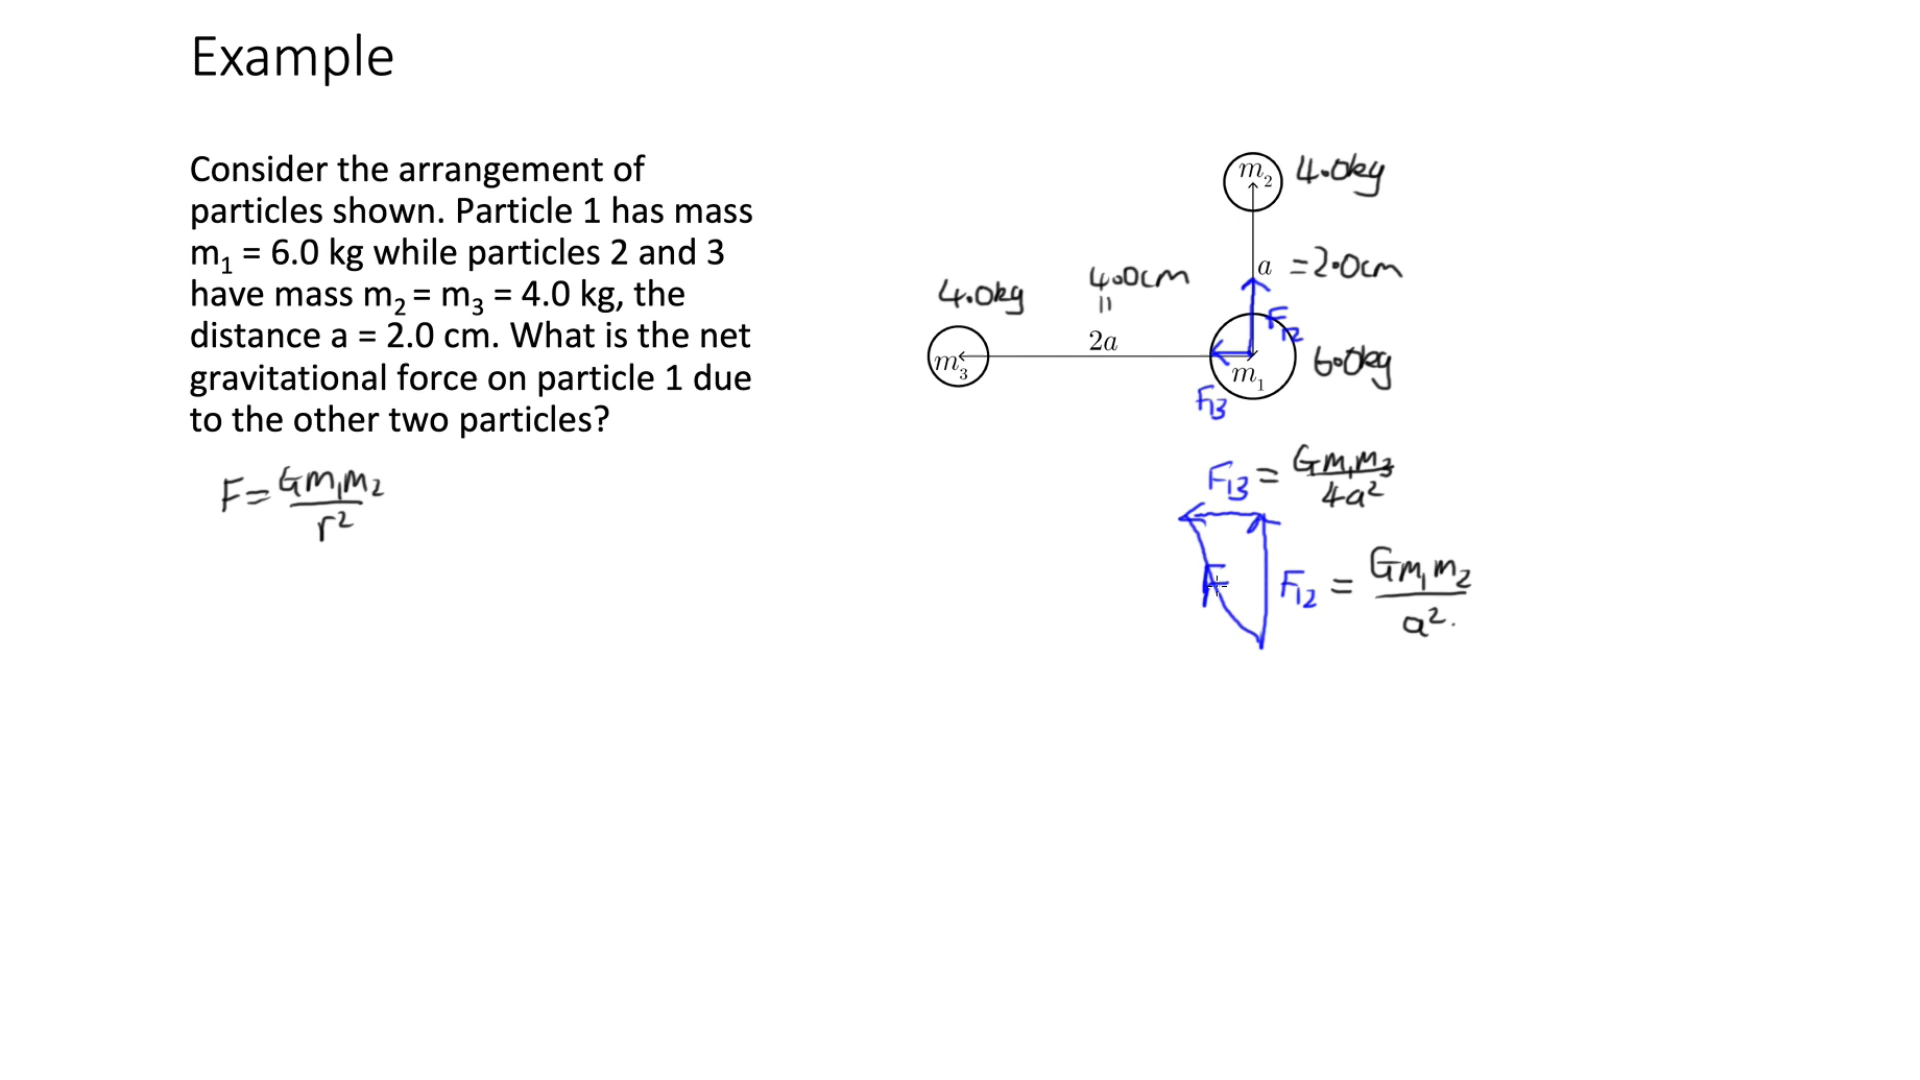 Example
Consider the arrangement of
particles shown. Particle 1 has mass
m₁ = 6.0 kg while particles 2 and 3
have mass m₂ = m₃ = 4.0 kg, the
distance a = 2.0 cm. What is the net
gravitational force on particle 1 due
to the other two particles?
F = Gm₁m₂ / r²
m₂ 4.0kg
a = 2.0cm
4.0cm
4.0kg
=
2a
F₁₂
m₃
m₁
6.0kg
F₁₃
F₁₃ = Gm₁m₃ / 4a²
F
F₁₂ = Gm₁m₂ / a².